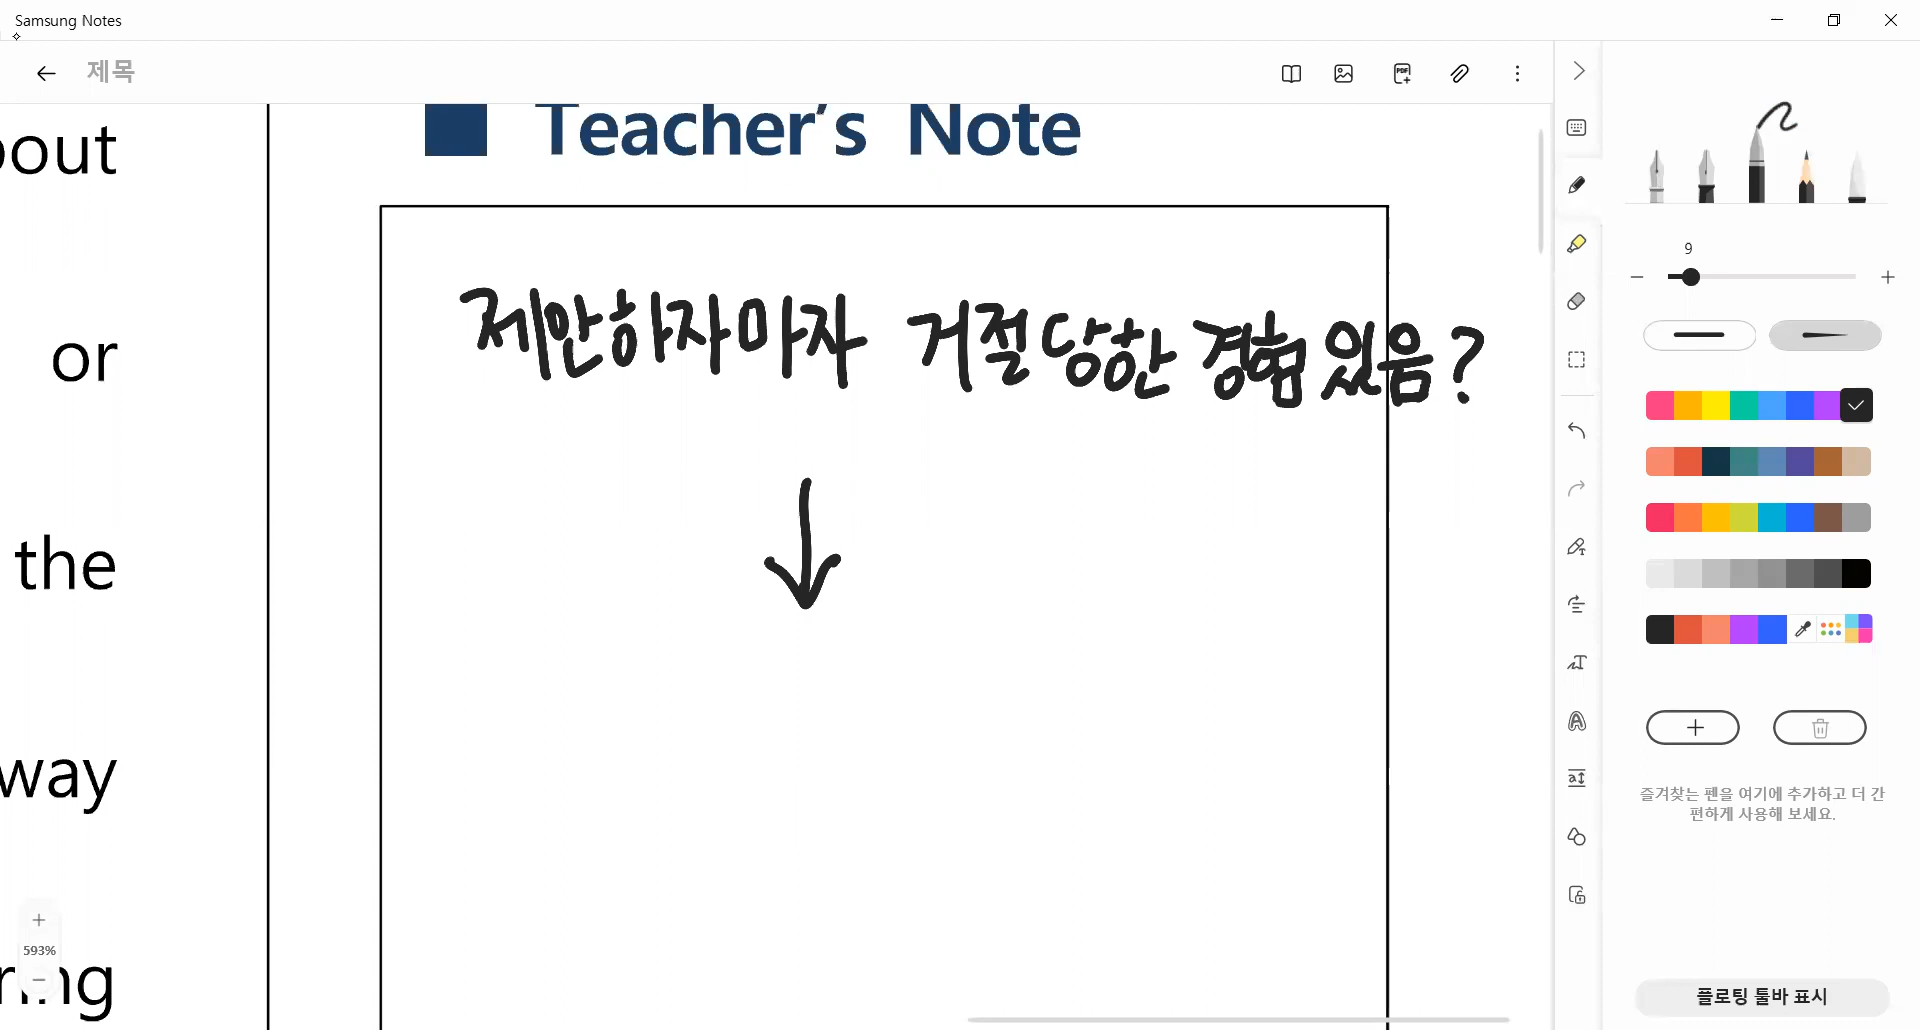 Samsung Notes
제목
Teacher's Note
out
or
the
way
제안하자마자 거절당한 경험있음?
9
즐겨찾는 펜을 여기에 추가하고 더 간
편하게 사용해 보세요.
593%
플로팅 툴바 표시